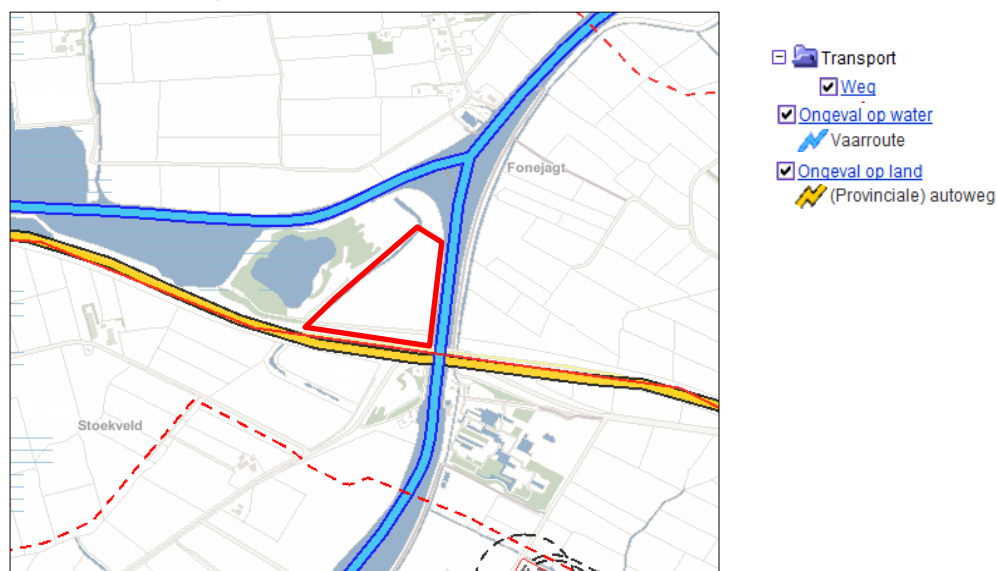 Fonejagt
Stoekveld
Transport
Weg
Ongeval op water
Vaarroute
Ongeval op land
(Provinciale) autoweg